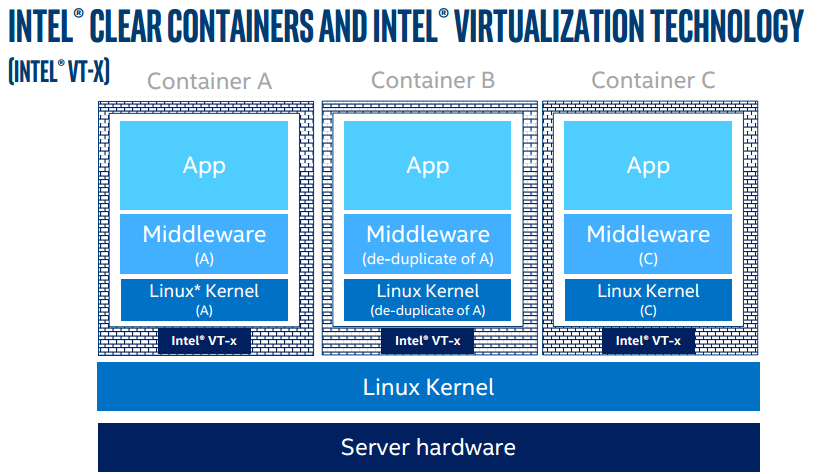 INTEL® CLEAR CONTAINERS AND INTEL® VIRTUALIZATION TECHNOLOGY
(INTEL® VT-X)
Container A
Container B
Container C
App
App
App
Middleware
(A)
Middleware
(de-duplicate of A)
Middleware
(C)
Linux* Kernel
(A)
Linux Kernel
(de-duplicate of A)
Linux Kernel
(C)
Intel® VT-x
Intel® VT-x
Intel® VT-x
Linux Kernel
Server hardware